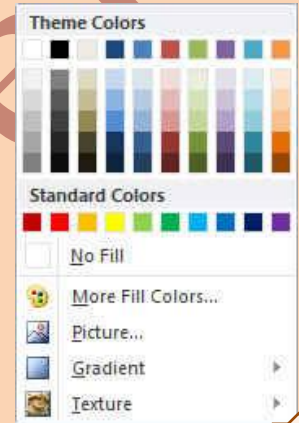 Theme Colors
Standard Colors
No Fill
More Fill Colors...
Picture...
Gradient
Texture